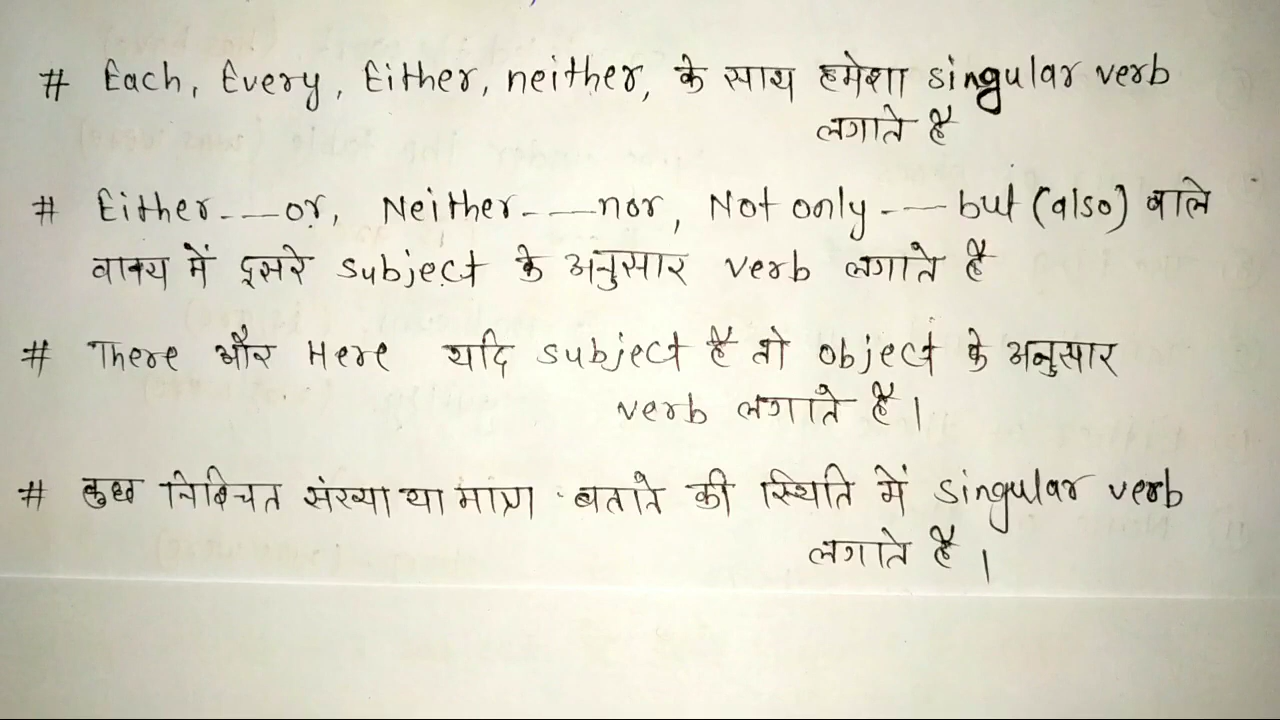 # Each, Every, Either, neither, के साथ हमेशा singular verb
लगाते है
# Either-----or, Neither-----nor, Not only---- but (also) वाले
वाक्य में दूसरे subject के अनुसार verb लगाते है
# There और Here यदि subject है तो object के अनुसार
verb लगाते है।
# कुछ निश्चित संख्या या मात्रा बताते की स्थिति में singular verb
लगाते है।